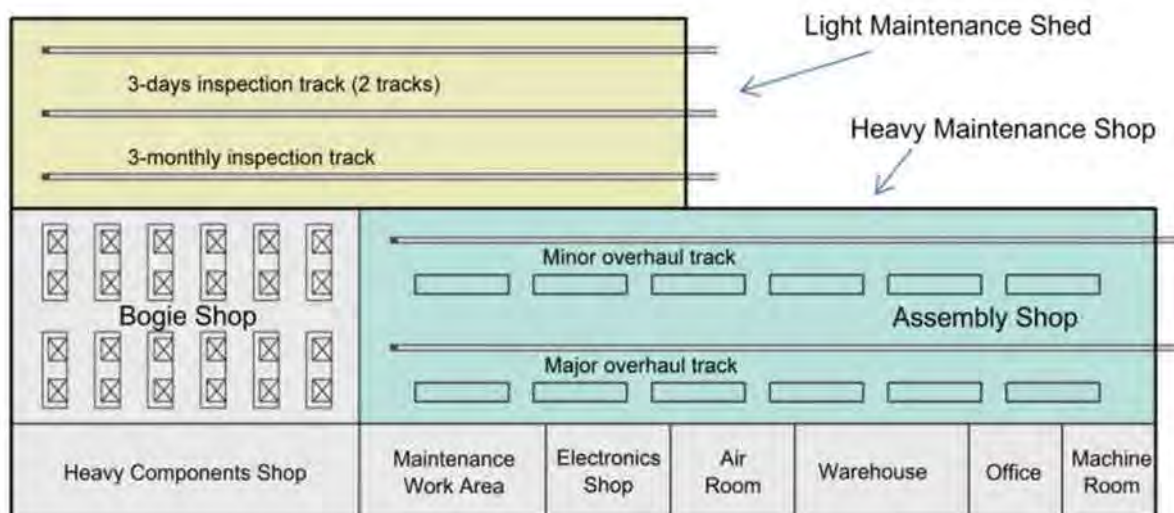 Light Maintenance Shed
3-days inspection track (2 tracks)
Heavy Maintenance Shop
3-monthly inspection track
Minor overhaul track
Bogie Shop
Assembly Shop
Major overhaul track
Heavy Components Shop
Maintenance
Work Area
Electronics
Shop
Air
Room
Warehouse
Office
Machine
Room